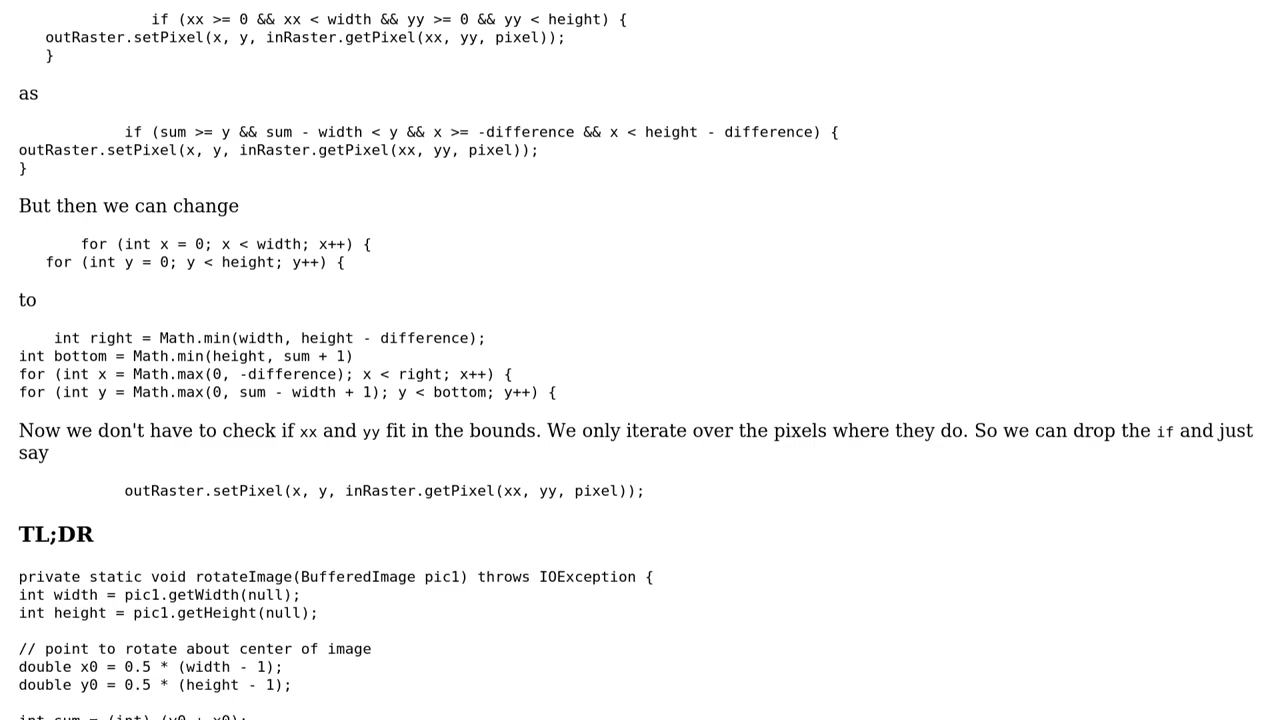 if (xx >= 0 && xx < width && yy >= 0 && yy < height) {
outRaster.setPixel(x, y, inRaster.getPixel(xx, yy, pixel));
}
as
if (sum >= y && sum - width < y && x >= -difference && x < height - difference) {
outRaster.setPixel(x, y, inRaster.getPixel(xx, yy, pixel));
}
But then we can change
for (int x = 0; x < width; x++) {
for (int y = 0; y < height; y++) {
to
int right = Math.min(width, height - difference);
int bottom = Math.min(height, sum + 1)
for (int x = Math.max(0, -difference); x < right; x++) {
for (int y = Math.max(0, sum - width + 1); y < bottom; y++) {
Now we don't have to check if xx and yy fit in the bounds. We only iterate over the pixels where they do. So we can drop the if and just
say
outRaster.setPixel(x, y, inRaster.getPixel(xx, yy, pixel));
TL;DR
private static void rotateImage(BufferedImage pic1) throws IOException {
int width = pic1.getWidth(null);
int height = pic1.getHeight(null);
// point to rotate about center of image
double x0 = 0.5 * (width - 1);
double y0 = 0.5 * (height - 1);
int sum = (int) (y0 + x0);